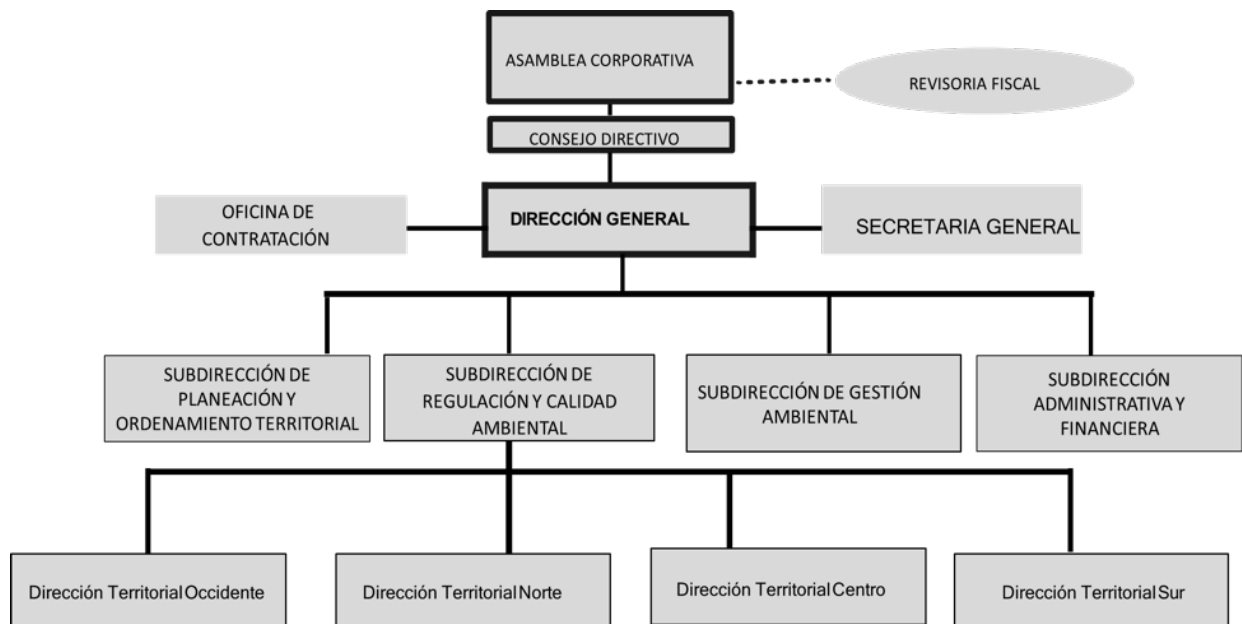 ASAMBLEA CORPORATIVA
REVISORIA FISCAL
CONSEJO DIRECTIVO
OFICINA DE
CONTRATACIÓN
DIRECCIÓN GENERAL
SECRETARIA GENERAL
SUBDIRECCIÓN DE
PLANEACIÓN Y
ORDENAMIENTO TERRITORIAL
SUBDIRECCIÓN DE
REGULACIÓN Y CALIDAD
AMBIENTAL
SUBDIRECCIÓN DE GESTIÓN
AMBIENTAL
SUBDIRECCIÓN
ADMINISTRATIVA Y
FINANCIERA
Dirección Territorial Occidente
Dirección Territorial Norte
Dirección Territorial Centro
Dirección Territorial Sur